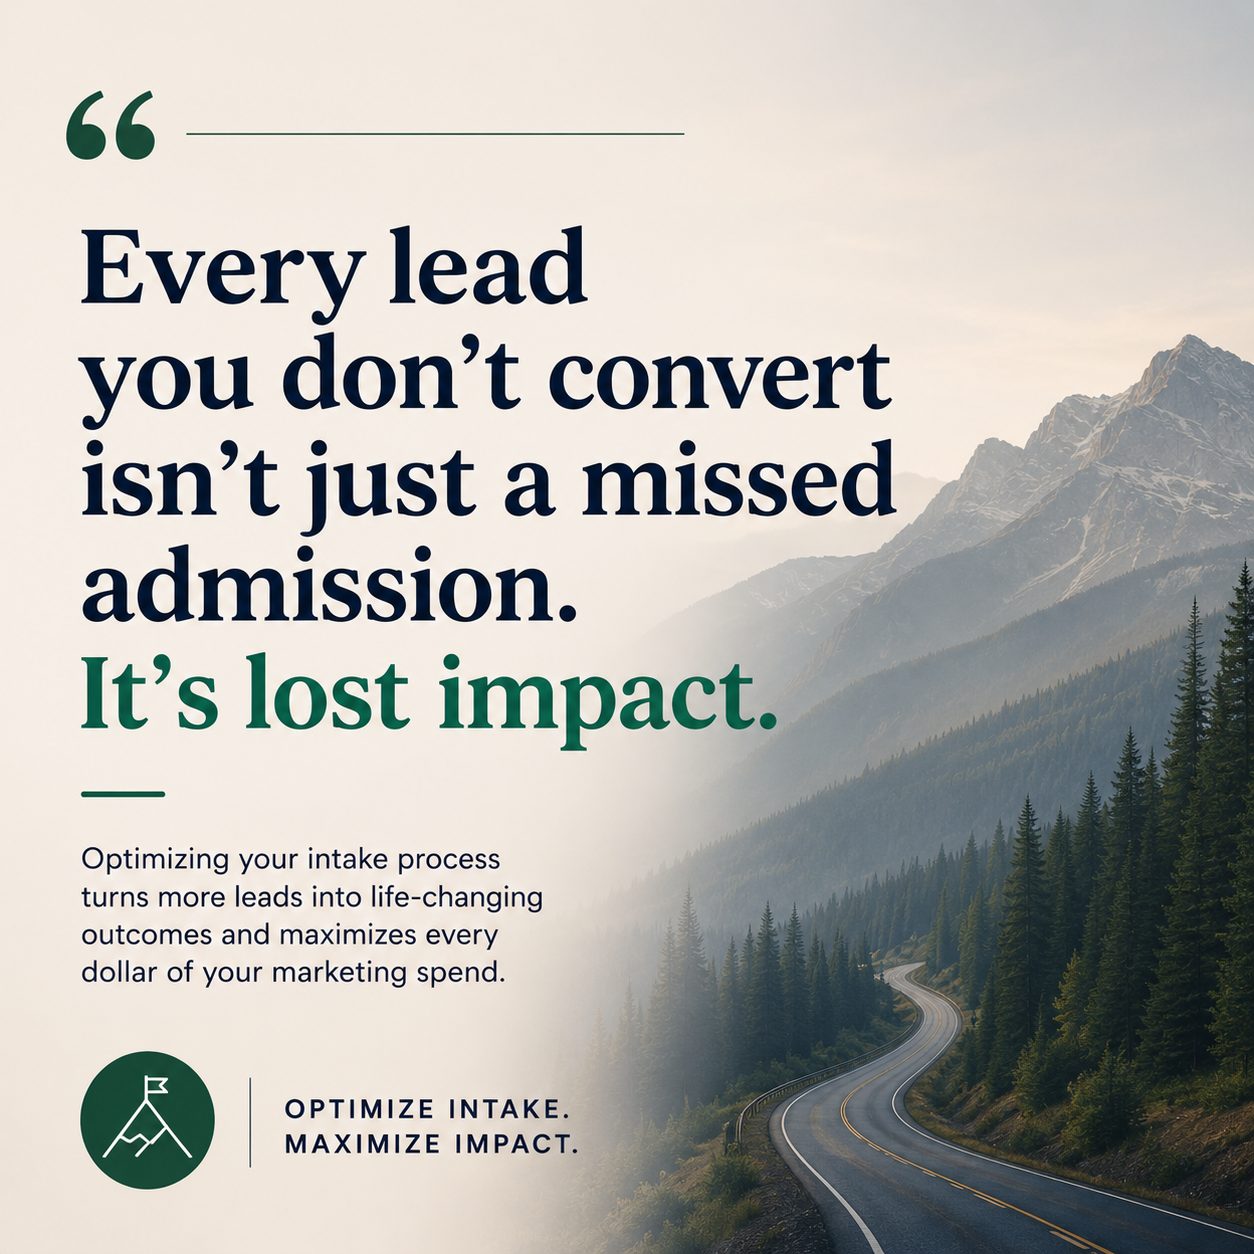 “
Every lead
you don’t convert
isn’t just a missed
admission.
It’s lost impact.
Optimizing your intake process
turns more leads into life-changing
outcomes and maximizes every
dollar of your marketing spend.
OPTIMIZE INTAKE.
MAXIMIZE IMPACT.